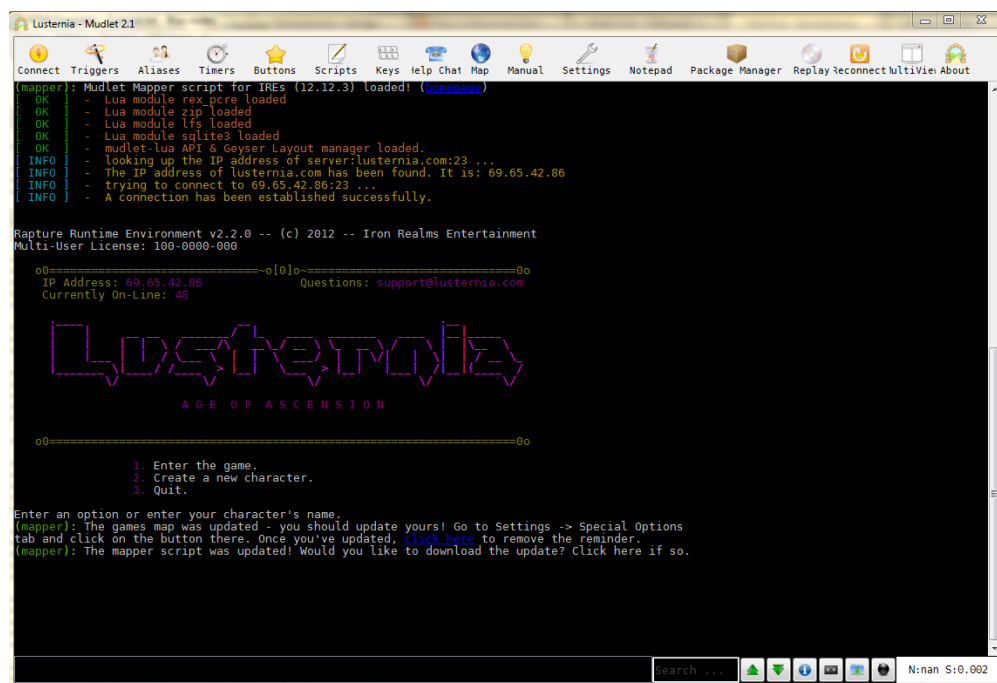 Lusternia - Mudlet 2.1
Connect Triggers Aliases Timers Buttons Scripts Keys Help Chat Map Manual Settings Notepad Package Manager Replay Reconnect MultiView About
(mapper): Mudlet Mapper script for IREs (12.12.3) loaded! (homepage)
[ OK ] - Lua module rex_pcre loaded
[ OK ] - Lua module zip loaded
[ OK ] - Lua module lfs loaded
[ OK ] - Lua module sqlite3 loaded
[ OK ] - mudlet-lua API & Geyser Layout manager loaded.
[ INFO ] - looking up the IP address of server:lusternia.com:23 ...
[ INFO ] - The IP address of lusternia.com has been found. It is: 69.65.42.86
[ INFO ] - trying to connect to 69.65.42.86:23 ...
[ INFO ] - A connection has been established successfully.
Rapture Runtime Environment v2.2.0 -- (c) 2012 -- Iron Realms Entertainment
Multi-User License: 100-0000-000
o0==============================~o[0]o~==============================0o
IP Address: 69.65.42.86 Questions: support@lusternia.com
Currently On-Line: 48
Lusternia
A G E O F A S C E N S I O N
o0===================================================================0o
1. Enter the game.
2. Create a new character.
3. Quit.
Enter an option or enter your character's name.
(mapper): The games map was updated - you should update yours! Go to Settings -> Special Options
tab and click on the button there. Once you've updated, click here to remove the reminder.
(mapper): The mapper script was updated! Would you like to download the update? Click here if so.
Search ... N:nan S:0.002